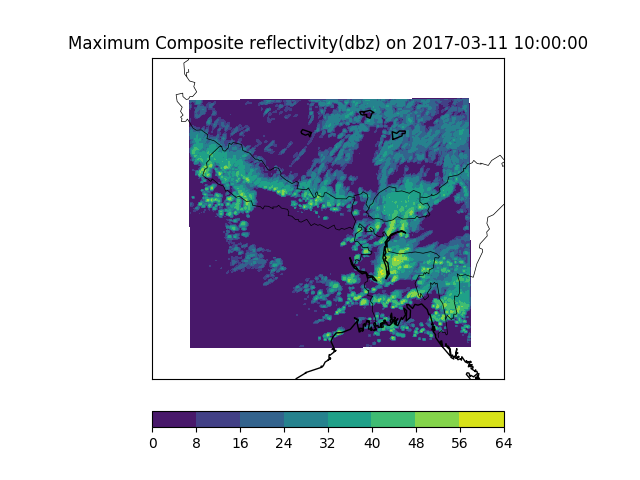 Maximum Composite reflectivity(dbz) on 2017-03-11 10:00:00
0 8 16 24 32 40 48 56 64